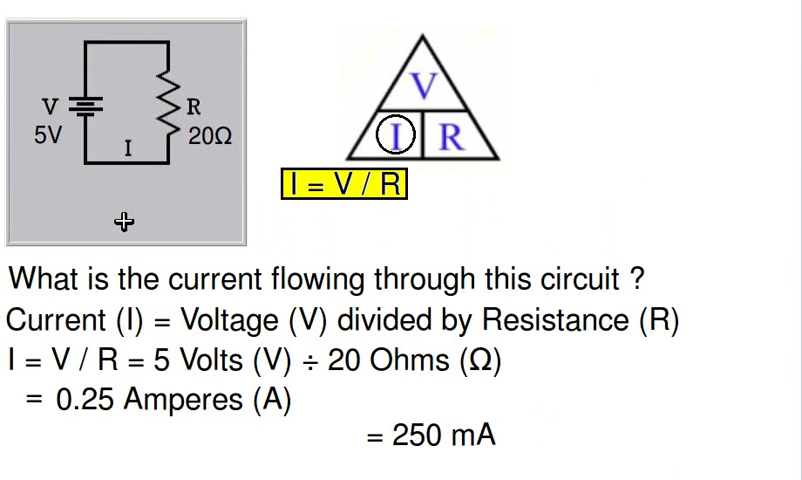 V
5V
I
R
20Ω
V
I R
I = V / R
What is the current flowing through this circuit ?
Current (I) = Voltage (V) divided by Resistance (R)
I = V / R = 5 Volts (V) ÷ 20 Ohms (Ω)
= 0.25 Amperes (A)
= 250 mA